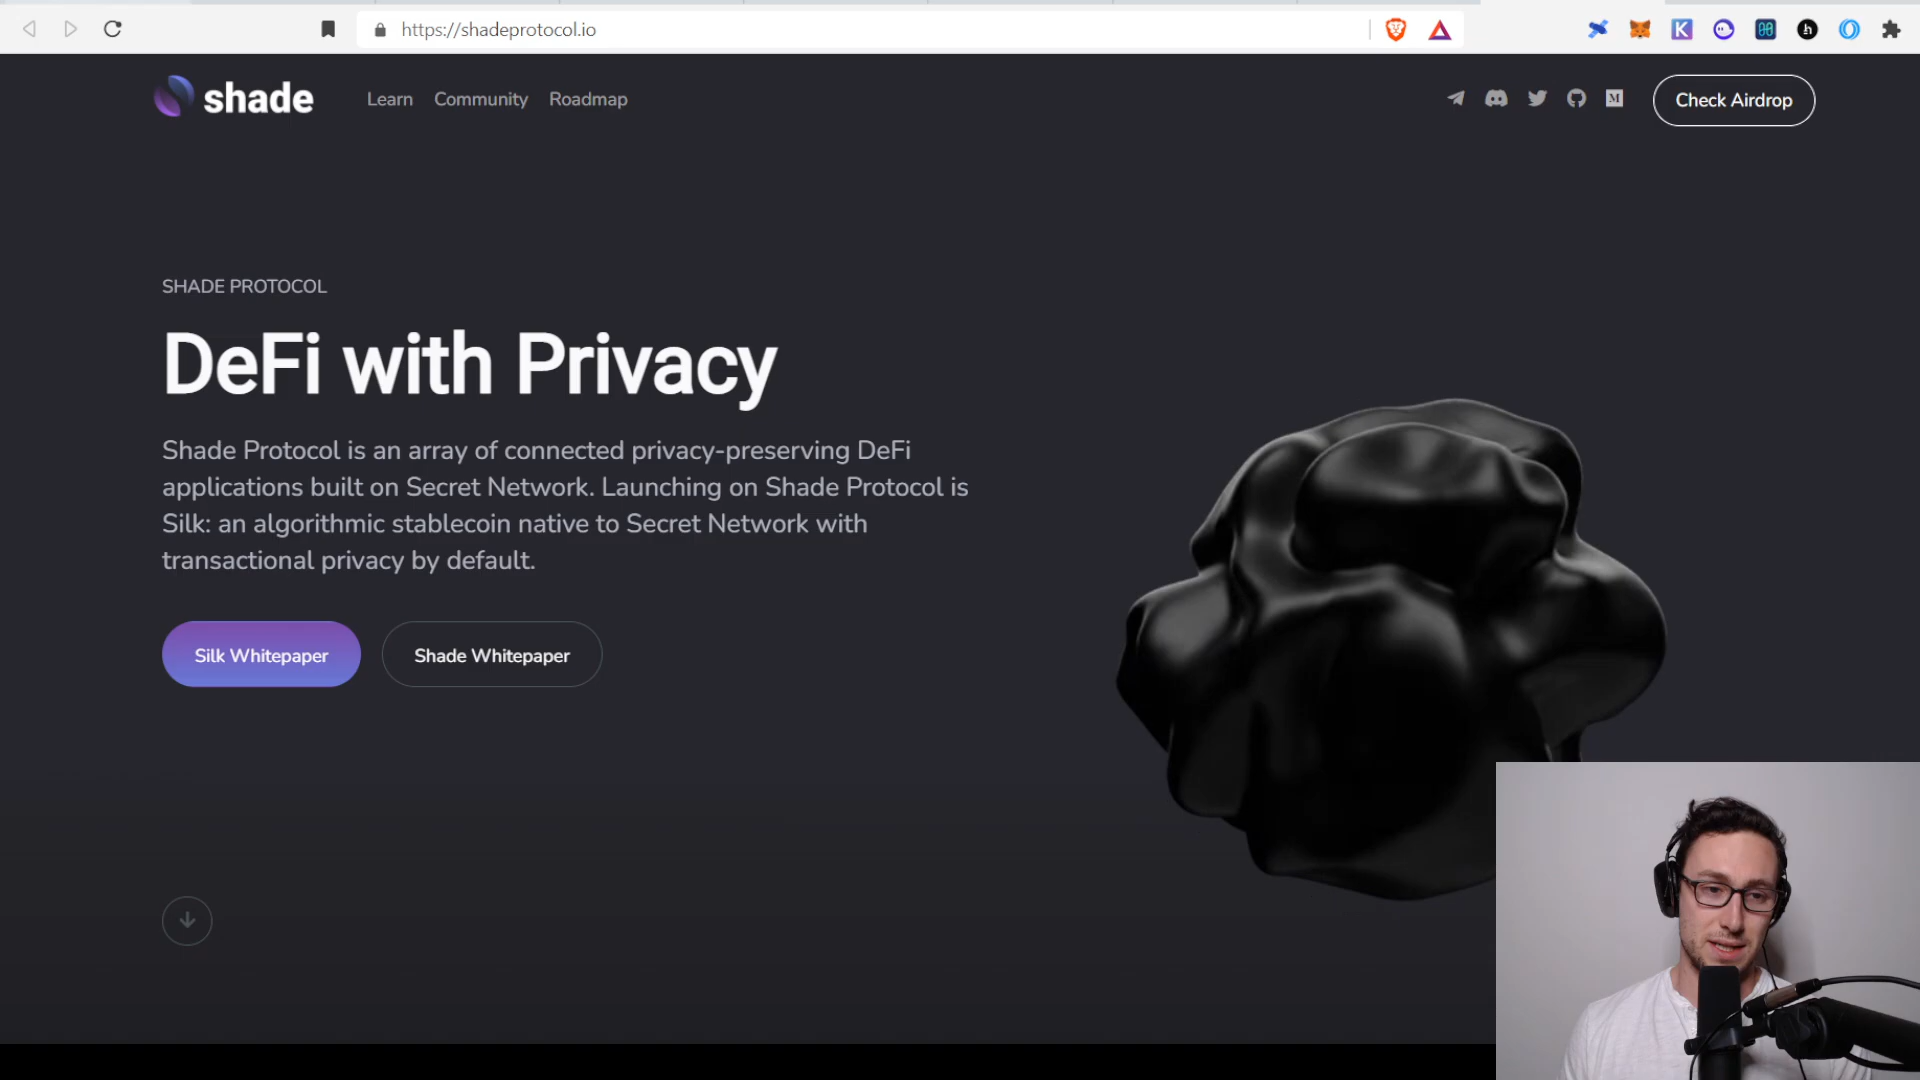 https://shadeprotocol.io
shade
Learn Community Roadmap
Check Airdrop
SHADE PROTOCOL
DeFi with Privacy
Shade Protocol is an array of connected privacy-preserving DeFi
applications built on Secret Network. Launching on Shade Protocol is
Silk: an algorithmic stablecoin native to Secret Network with
transactional privacy by default.
Silk Whitepaper
Shade Whitepaper